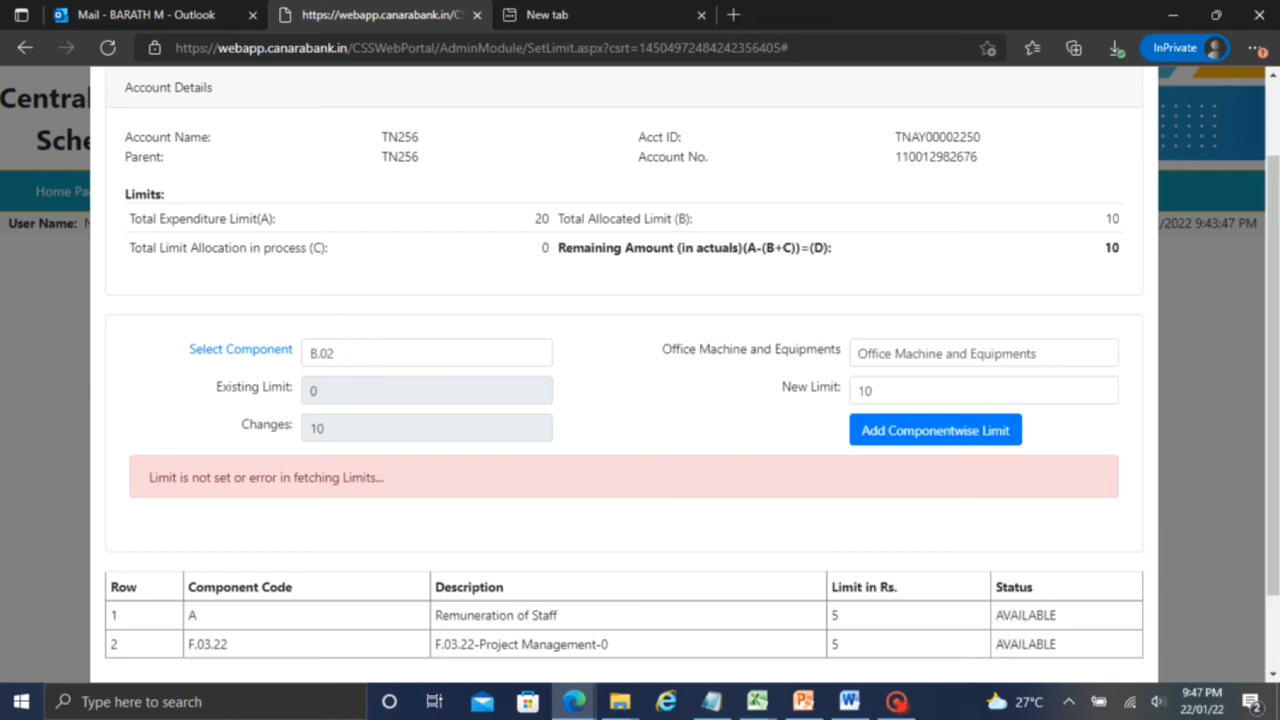 Mail - BARATH M - Outlook
https://webapp.canarabank.in/CS
New tab
https://webapp.canarabank.in/CSSWebPortal/AdminModule/SetLimit.aspx?csrt=14504972484242356405#
InPrivate
Central
Sche
Home Pa
User Name:
/2022 9:43:47 PM
Account Details
Account Name: TN256 Acct ID: TNAY00002250
Parent: TN256 Account No. 110012982676
Limits:
Total Expenditure Limit(A): 20 Total Allocated Limit (B): 10
Total Limit Allocation in process (C): 0 Remaining Amount (in actuals)(A-(B+C))=(D): 10
Select Component B.02 Office Machine and Equipments Office Machine and Equipments
Existing Limit: 0 New Limit: 10
Changes: 10 Add Componentwise Limit
Limit is not set or error in fetching Limits...
Row Component Code Description Limit in Rs. Status
1 A Remuneration of Staff 5 AVAILABLE
2 F.03.22 F.03.22-Project Management-0 5 AVAILABLE
Type here to search
27°C
9:47 PM
22/01/22
2